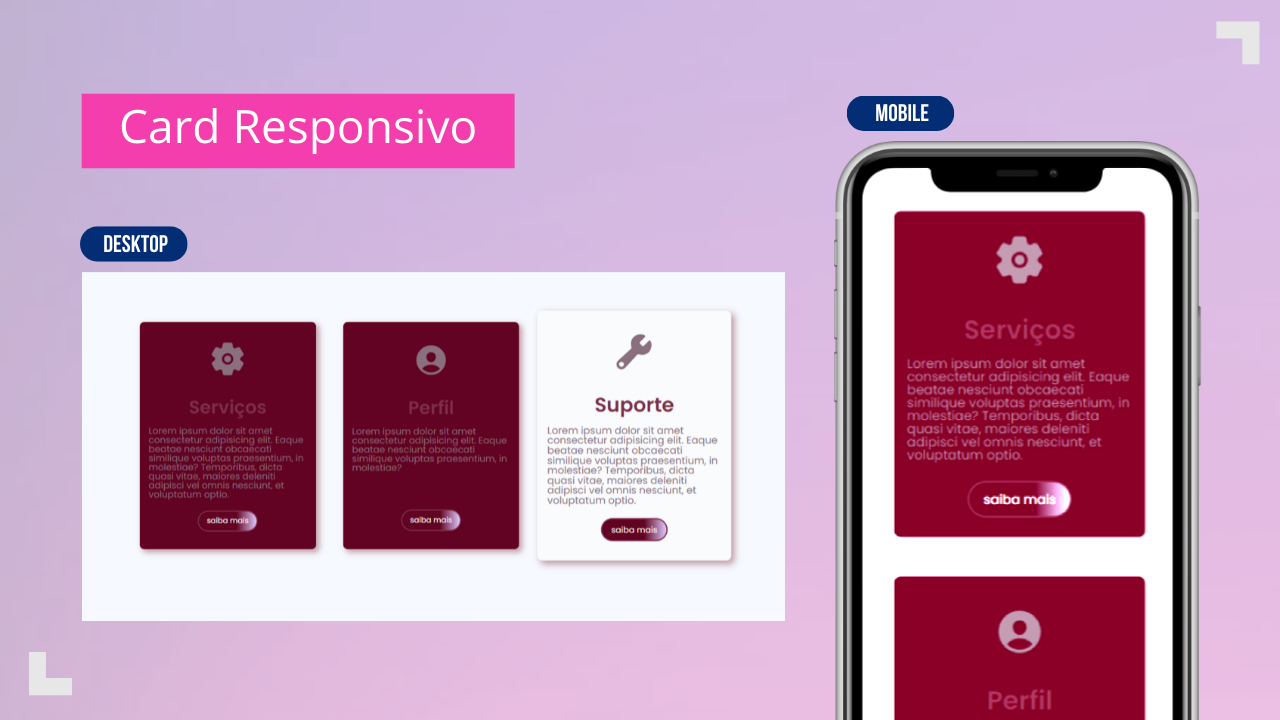 Card Responsivo
DESKTOP
Serviços
Lorem ipsum dolor sit amet
consectetur adipisicing elit. Eaque
beatae nesciunt obcaecati
similique voluptas praesentium, in
molestiae? Temporibus, dicta
quasi vitae, maiores deleniti
adipisci vel omnis nesciunt, et
voluptatum optio.
saiba mais
Perfil
Lorem ipsum dolor sit amet
consectetur adipisicing elit. Eaque
beatae nesciunt obcaecati
similique voluptas praesentium, in
molestiae?
saiba mais
Suporte
Lorem ipsum dolor sit amet
consectetur adipisicing elit. Eaque
beatae nesciunt obcaecati
similique voluptas praesentium, in
molestiae? Temporibus, dicta
quasi vitae, maiores deleniti
adipisci vel omnis nesciunt, et
voluptatum optio.
saiba mais
MOBILE
Serviços
Lorem ipsum dolor sit amet
consectetur adipisicing elit. Eaque
beatae nesciunt obcaecati
similique voluptas praesentium, in
molestiae? Temporibus, dicta
quasi vitae, maiores deleniti
adipisci vel omnis nesciunt, et
voluptatum optio.
saiba mais
Perfil